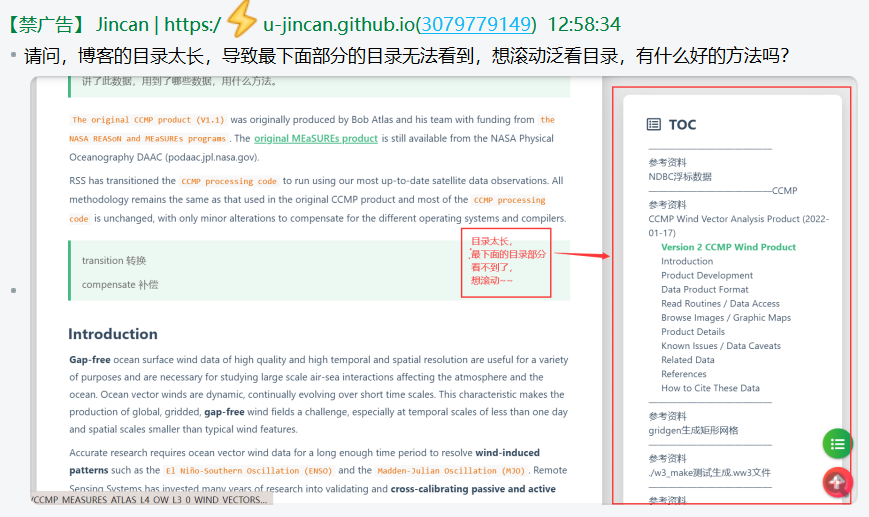 【禁广告】 Jincan | https:/⚡u-jincan.github.io(3079779149) 12:58:34
请问，博客的目录太长，导致最下面部分的目录无法看到，想滚动泛看目录，有什么好的方法吗？
讲了此数据，用到了哪些数据，用什么方法。
The original CCMP product (V1.1) was originally produced by Bob Atlas and his team with funding from the
NASA REASoN and MEaSUREs programs. The original MEaSUREs product is still available from the NASA Physical
Oceanography DAAC (podaac.jpl.nasa.gov).
RSS has transitioned the CCMP processing code to run using our most up-to-date satellite data observations. All
methodology remains the same as that used in the original CCMP product and most of the CCMP processing
code is unchanged, with only minor alterations to compensate for the different operating systems and compilers.
transition 转换
compensate 补偿
目录太长，
最下面的目录部分
看不到了，
想滚动~~
Introduction
Gap-free ocean surface wind data of high quality and high temporal and spatial resolution are useful for a variety
of purposes and are necessary for studying large scale air-sea interactions affecting the atmosphere and the
ocean. Ocean vector winds are dynamic, continually evolving over short time scales. This characteristic makes the
production of global, gridded, gap-free wind fields a challenge, especially at temporal scales of less than one day
and spatial scales smaller than typical wind features.
Accurate research requires ocean vector wind data for a long enough time period to resolve wind-induced
patterns such as the El Niño-Southern Oscillation (ENSO) and the Madden-Julian Oscillation (MJO). Remote
Sensing Systems has invested many years of research into validating and cross-calibrating passive and active
/CCMP_MEASURES_ATLAS_L4_OW_L3_0_WIND_VECTORS...
TOC
参考资料
NDBC浮标数据
——————————CCMP
参考资料
CCMP Wind Vector Analysis Product (2022-
01-17)
Version 2 CCMP Wind Product
Introduction
Product Development
Data Product Format
Read Routines / Data Access
Browse Images / Graphic Maps
Product Details
Known Issues / Data Caveats
Related Data
References
How to Cite These Data
参考资料
gridgen生成矩形网格
参考资料
./w3_make测试生成.ww3文件
参考资料